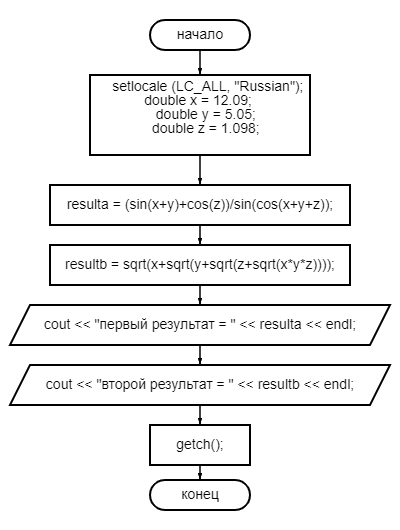 начало
setlocale (LC_ALL, "Russian");
double x = 12.09;
double y = 5.05;
double z = 1.098;
resulta = (sin(x+y)+cos(z))/sin(cos(x+y+z));
resultb = sqrt(x+sqrt(y+sqrt(z+sqrt(x*y*z))));
cout << "первый результат = " << resulta << endl;
cout << "второй результат = " << resultb << endl;
getch();
конец